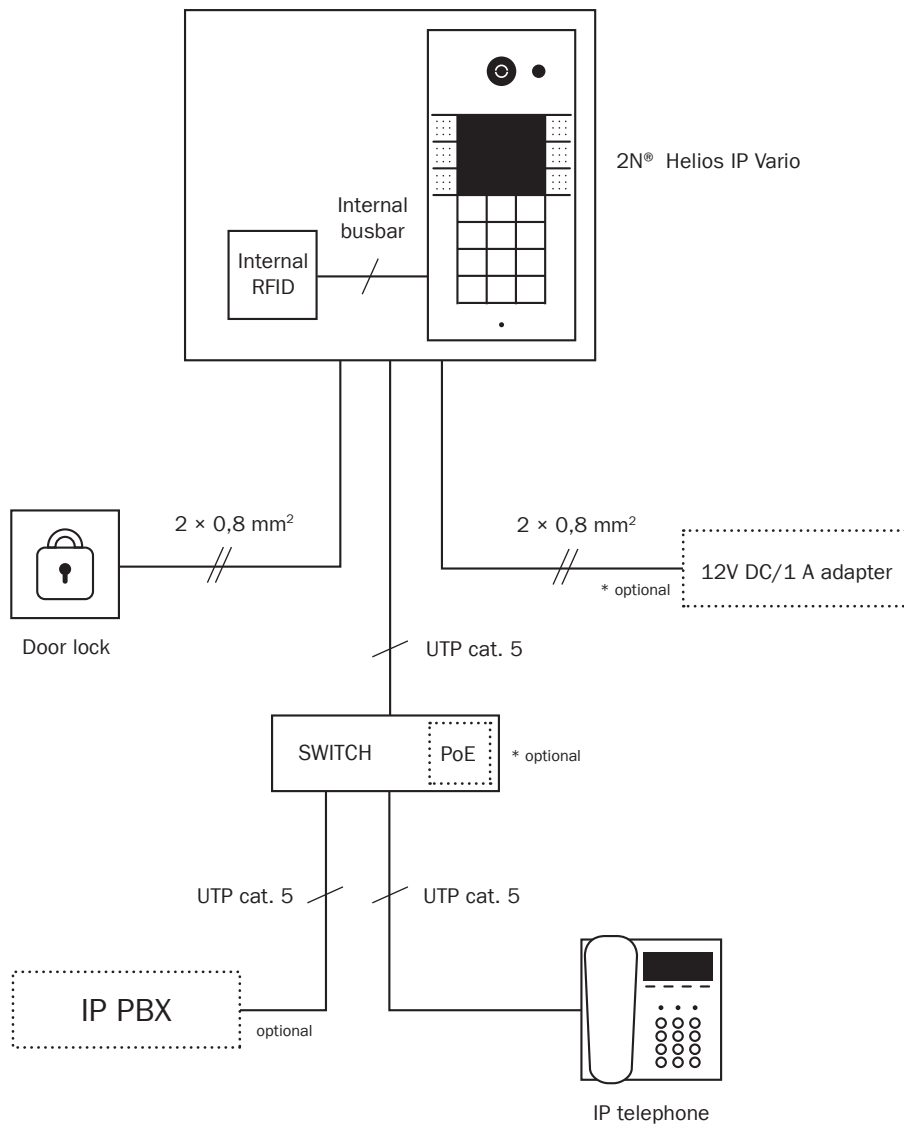 2N® Helios IP Vario
Internal
busbar
Internal
RFID
2 × 0,8 mm²
2 × 0,8 mm²
* optional
12V DC/1 A adapter
Door lock
UTP cat. 5
SWITCH
PoE
* optional
UTP cat. 5
UTP cat. 5
IP PBX
optional
IP telephone